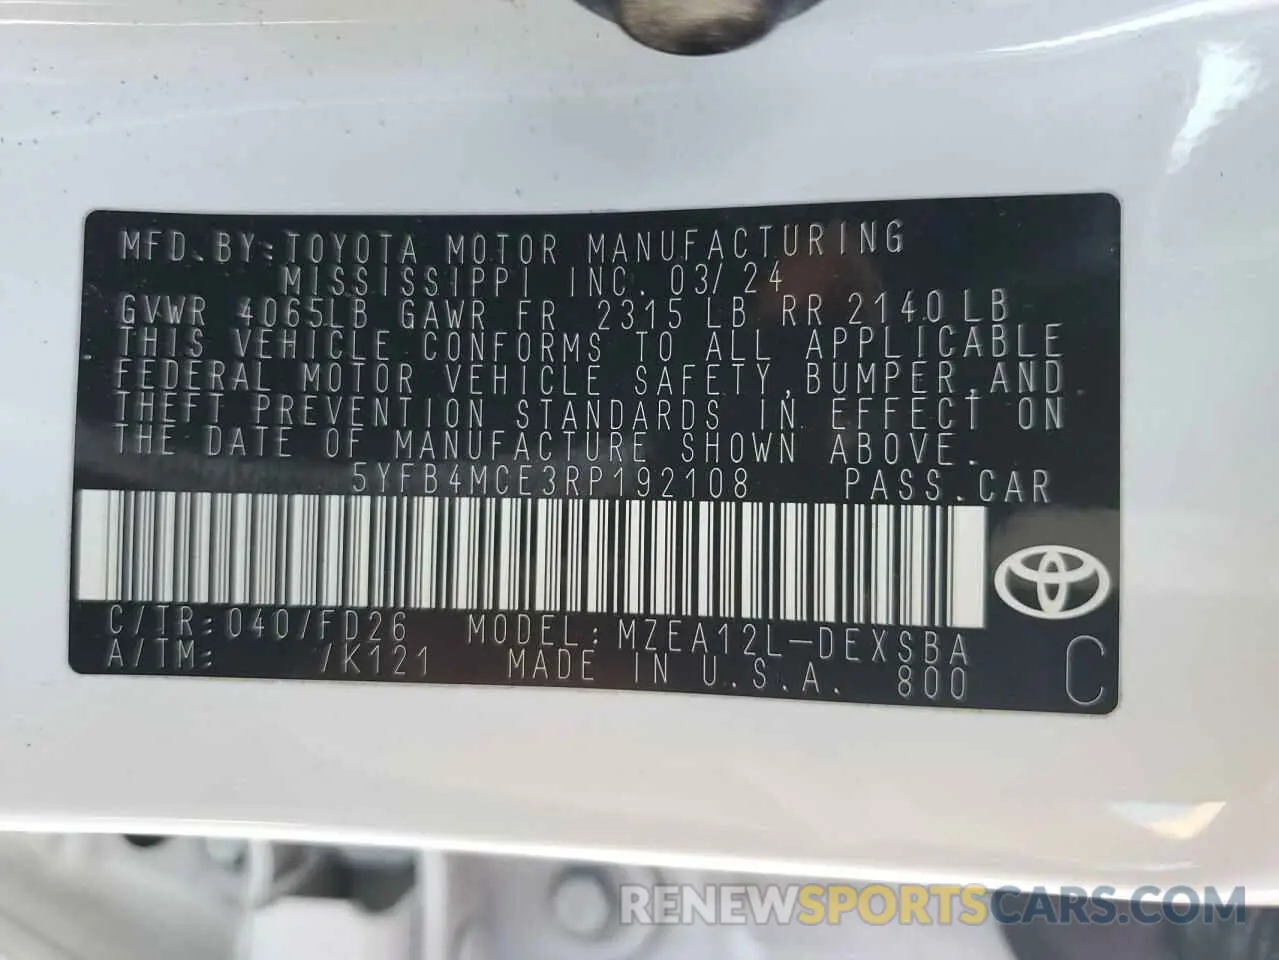 MFD. BY: TOYOTA MOTOR MANUFACTURING
MISSISSIPPI INC. 03/24
GVWR 4065LB GAWR FR 2315 LB RR 2140 LB
THIS VEHICLE CONFORMS TO ALL APPLICABLE
FEDERAL MOTOR VEHICLE SAFETY, BUMPER, AND
THEFT PREVENTION STANDARDS IN EFFECT ON
THE DATE OF MANUFACTURE SHOWN ABOVE.
5YFB4MCE3RP192108 PASS. CAR
C/TR: 040/FD26 MODEL: MZEA12L-DEXSBA
A/TM: /K121 MADE IN U.S.A. 800
C
RENEWSPORTSCARS.COM